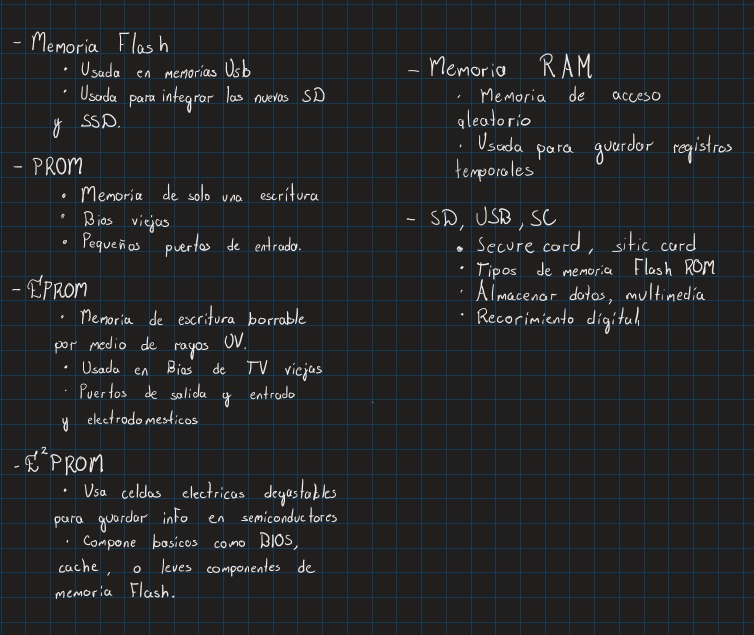 - Memoria Flash
· Usada en memorias Usb
· Usada para integrar las nuevas SD
y SSD.
- PROM
· Memoria de solo una escritura
· Bios viejas
· Pequeñas puertas de entrada.
- EPROM
· Memoria de escritura borrable
por medio de rayos UV.
· Usada en Bios de TV viejas
· Puertos de salida y entrada
y electrodomesticos
- E²PROM
· Usa celdas electricas degastables
para guardar info en semiconductores
· Compone basicos como BIOS,
cache, o leves componentes de
memoria Flash.
- Memoria RAM
· Memoria de acceso
aleatorio
· Usada para guardar registros
temporales
- SD, USB, SC
· Secure card, sitic card
· Tipos de memoria Flash ROM
· Almacenar datos, multimedia
· Recorimiento digital